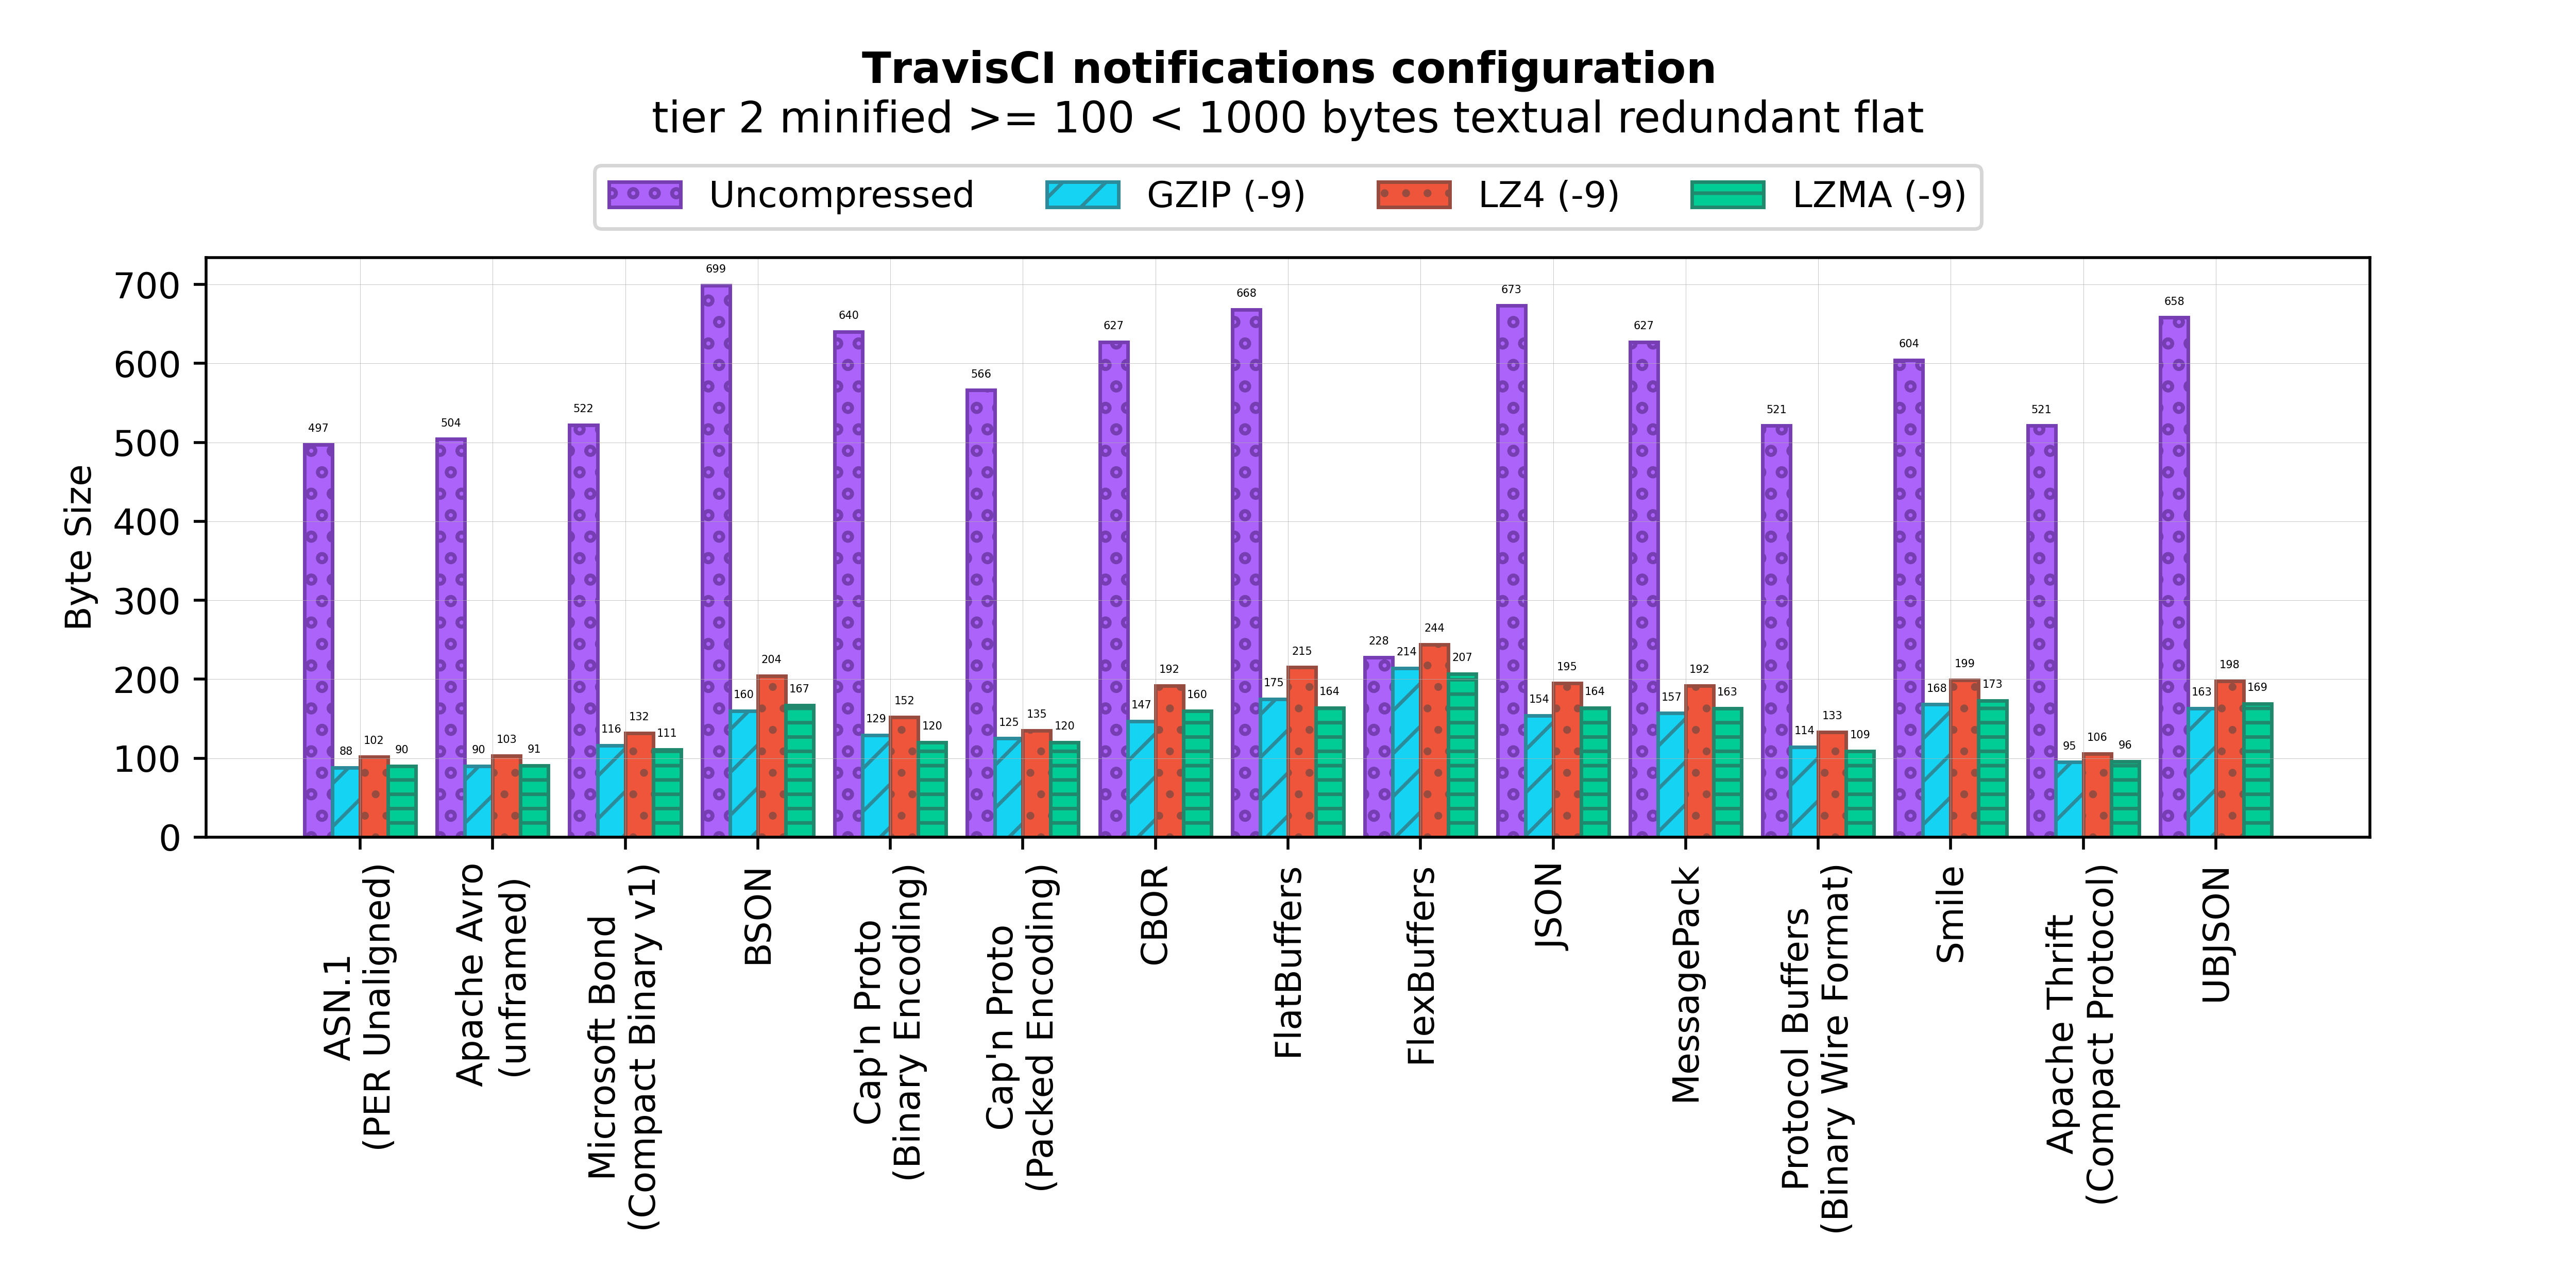 TravisCI notifications configuration
tier 2 minified >= 100 < 1000 bytes textual redundant flat
Uncompressed
GZIP (-9)
LZ4 (-9)
LZMA (-9)
Byte Size
700
600
500
400
300
200
100
0
497
88
102
90
504
90
103
91
522
116
132
111
699
160
204
167
640
129
152
120
566
125
135
120
627
147
192
160
668
175
215
164
228
214
244
207
673
154
195
164
627
157
192
163
521
114
133
109
604
168
199
173
521
95
106
96
658
163
198
169
ASN.1
(PER Unaligned)
Apache Avro
(unframed)
Microsoft Bond
(Compact Binary v1)
BSON
Cap'n Proto
(Binary Encoding)
Cap'n Proto
(Packed Encoding)
CBOR
FlatBuffers
FlexBuffers
JSON
MessagePack
Protocol Buffers
(Binary Wire Format)
Smile
Apache Thrift
(Compact Protocol)
UBJSON